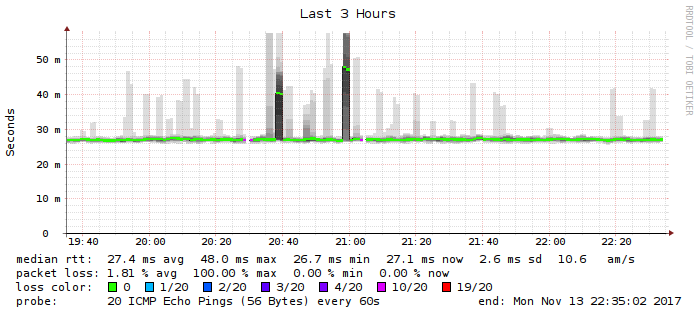 Last 3 Hours
RRDTOOL / TOBI OETIKER
Seconds
50 m
40 m
30 m
20 m
10 m
0
19:40 20:00 20:20 20:40 21:00 21:20 21:40 22:00 22:20
median rtt: 27.4 ms avg 48.0 ms max 26.7 ms min 27.1 ms now 2.6 ms sd 10.6 am/s
packet loss: 1.81 % avg 100.00 % max 0.00 % min 0.00 % now
loss color: 0 1/20 2/20 3/20 4/20 10/20 19/20
probe: 20 ICMP Echo Pings (56 Bytes) every 60s end: Mon Nov 13 22:35:02 2017